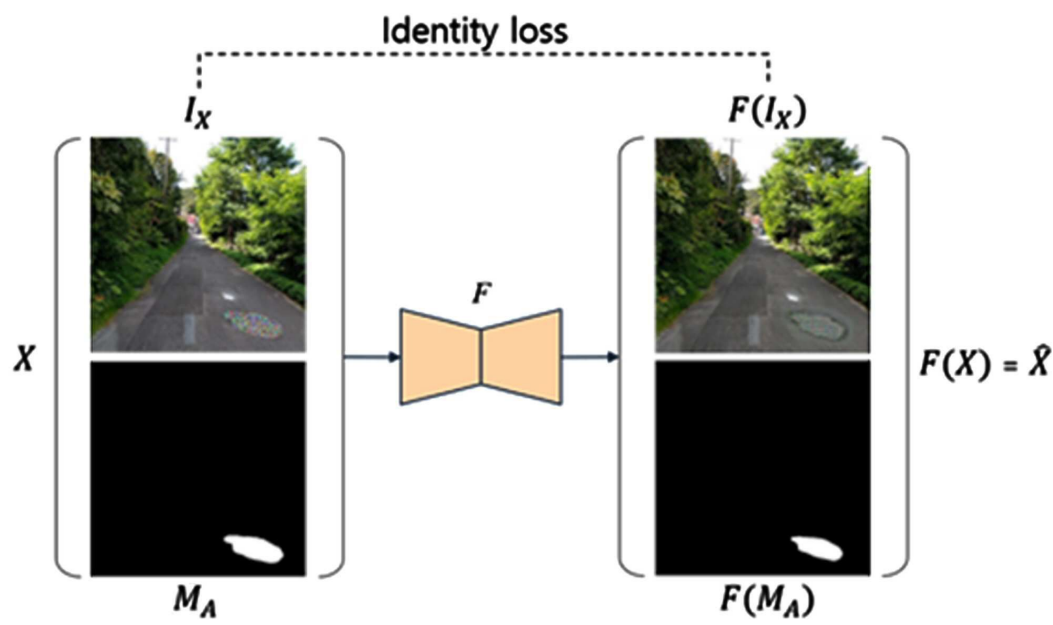 Identity loss
I_X
F(I_X)
F
X
F(X) = X̂
M_A
F(M_A)